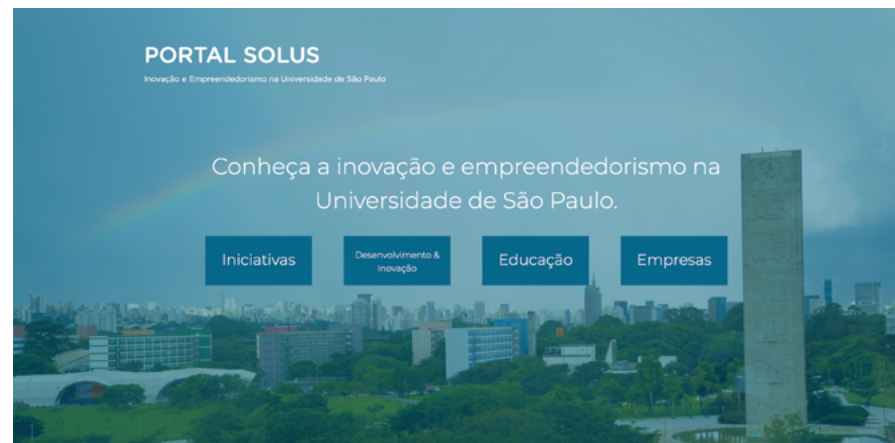 PORTAL SOLUS
Inovação e Empreendedorismo na Universidade de São Paulo
Conheça a inovação e empreendedorismo na
Universidade de São Paulo.
Iniciativas
Desenvolvimento &
Inovação
Educação
Empresas